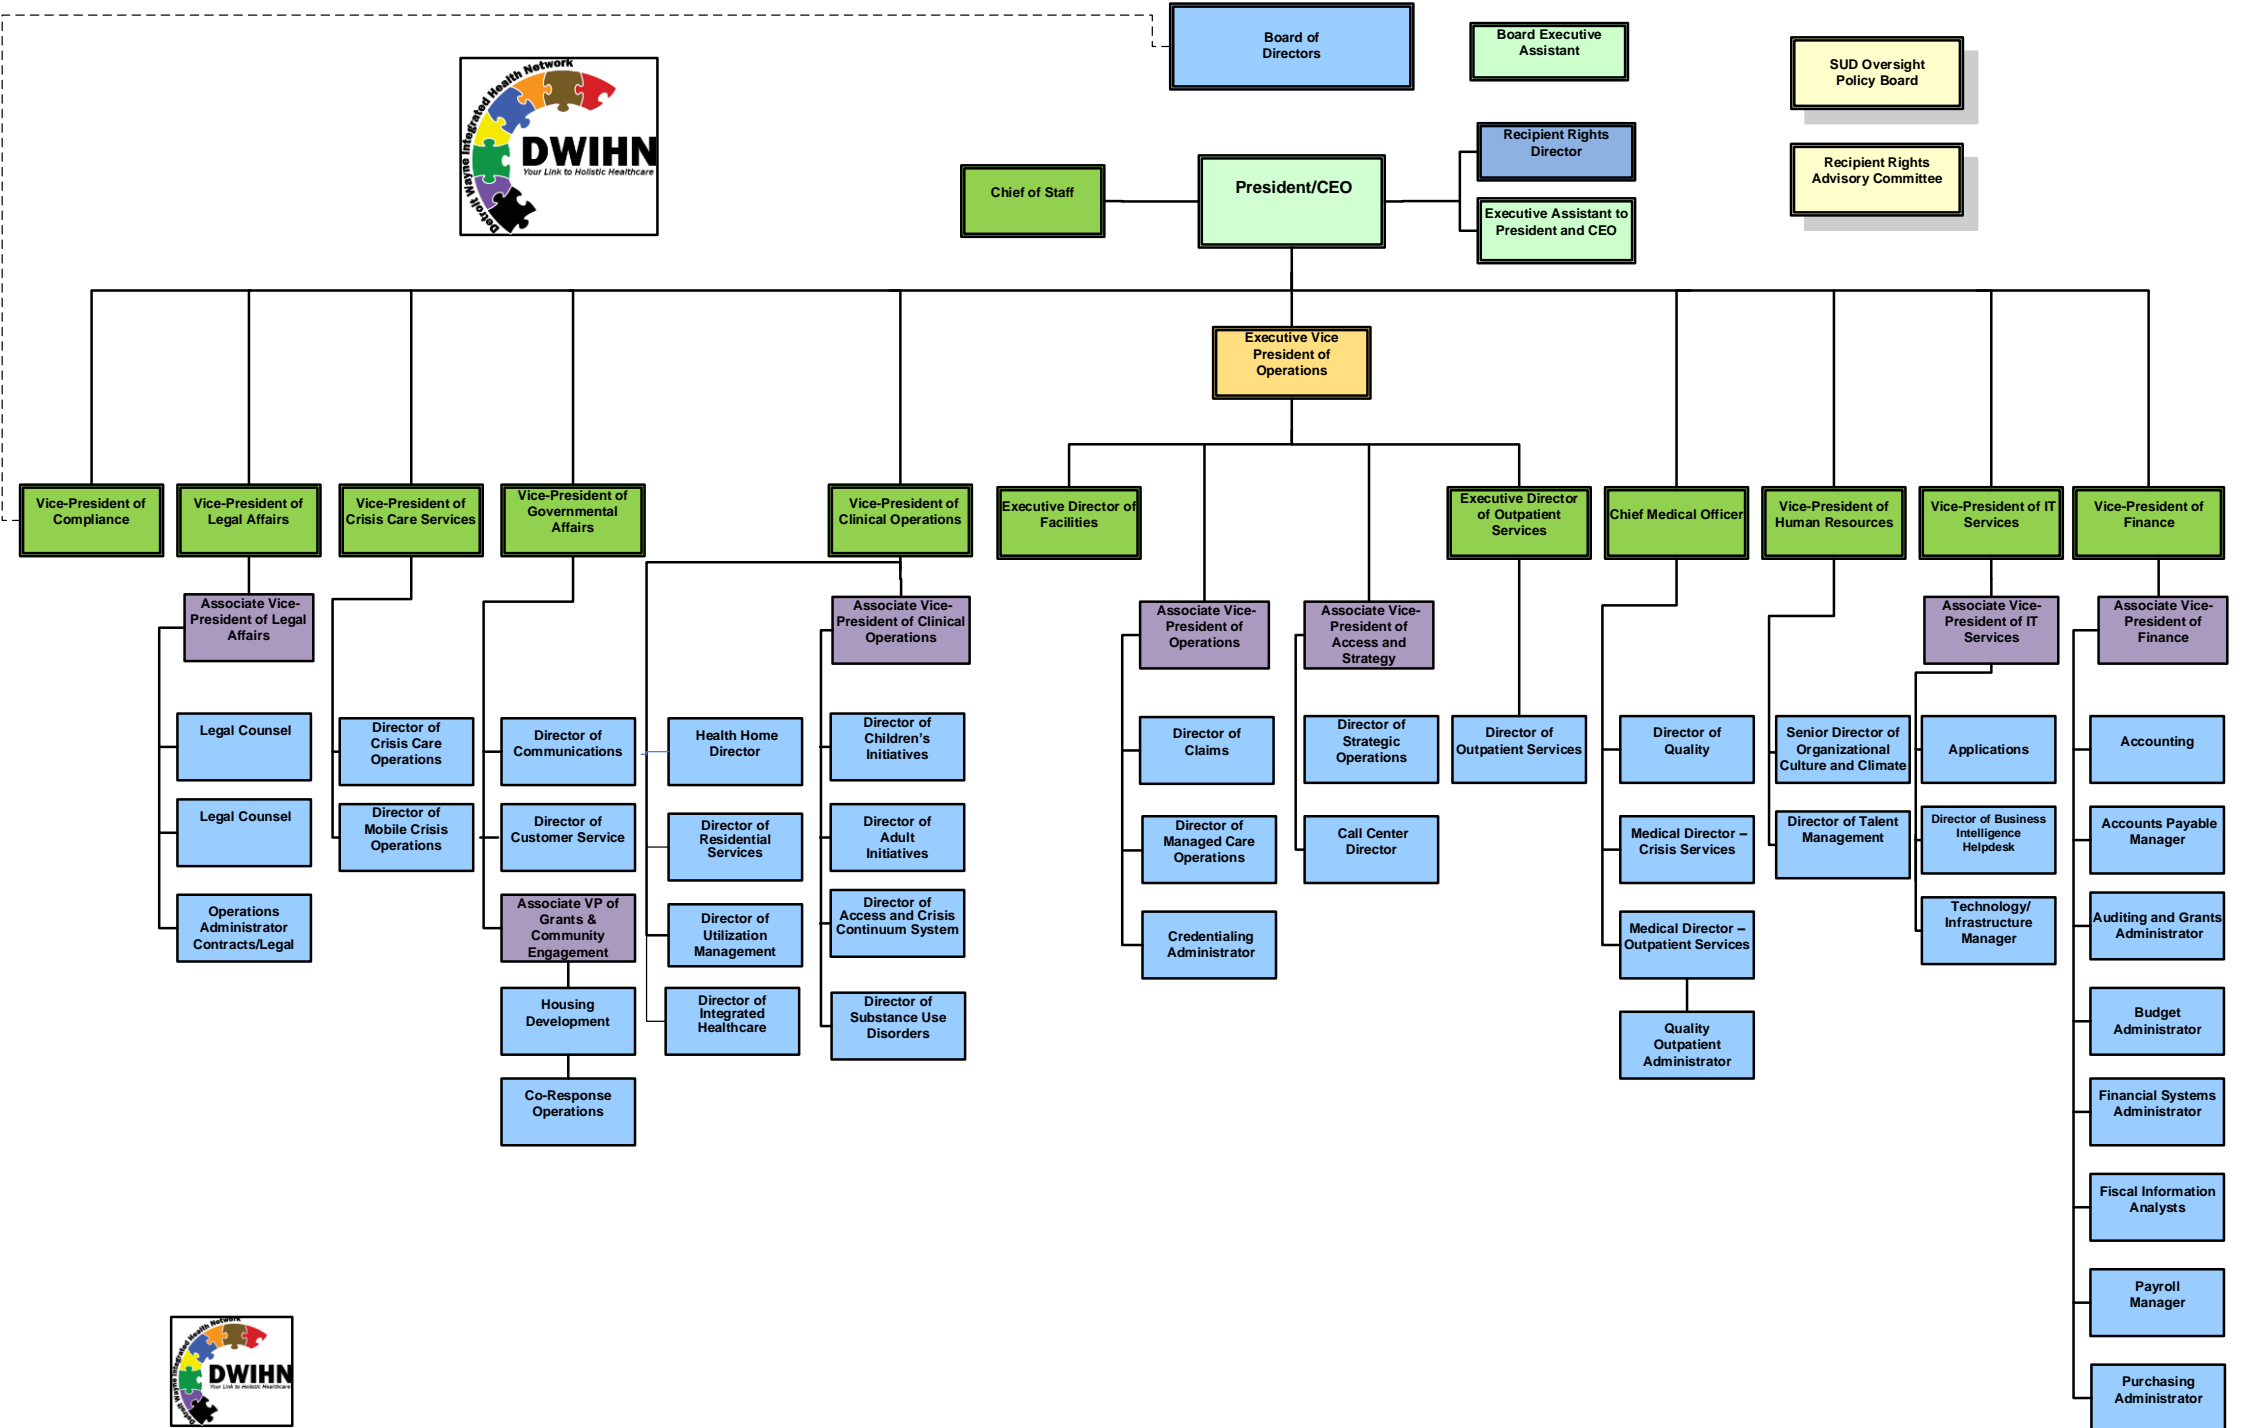 Board of
Directors
Board Executive
Assistant
SUD Oversight
Policy Board
Detroit Wayne Integrated Health Network
DWIHN
Your Link to Holistic Healthcare
Recipient Rights
Director
Recipient Rights
Advisory Committee
Chief of Staff
President/CEO
Executive Assistant to
President and CEO
Executive Vice
President of
Operations
Vice-President of
Compliance
Vice-President of
Legal Affairs
Vice-President of
Crisis Care Services
Vice-President of
Governmental
Affairs
Vice-President of
Clinical Operations
Executive Director of
Facilities
Executive Director
of Outpatient
Services
Chief Medical Officer
Vice-President of
Human Resources
Vice-President of IT
Services
Vice-President of
Finance
Associate Vice-
President of Legal
Affairs
Associate Vice-
President of Clinical
Operations
Associate Vice-
President of
Operations
Associate Vice-
President of
Access and
Strategy
Associate Vice-
President of IT
Services
Associate Vice-
President of
Finance
Legal Counsel
Director of
Crisis Care
Operations
Director of
Communications
Health Home
Director
Director of
Children's
Initiatives
Director of
Claims
Director of
Strategic
Operations
Director of
Outpatient Services
Director of
Quality
Senior Director of
Organizational
Culture and Climate
Applications
Accounting
Legal Counsel
Director of
Mobile Crisis
Operations
Director of
Customer Service
Director of
Residential
Services
Director of
Adult
Initiatives
Director of
Managed Care
Operations
Call Center
Director
Medical Director –
Crisis Services
Director of Talent
Management
Director of Business
Intelligence
Helpdesk
Accounts Payable
Manager
Operations
Administrator
Contracts/Legal
Associate VP of
Grants &
Community
Engagement
Director of
Utilization
Management
Director of
Access and Crisis
Continuum System
Credentialing
Administrator
Medical Director –
Outpatient Services
Technology/
Infrastructure
Manager
Auditing and Grants
Administrator
Housing
Development
Director of
Integrated
Healthcare
Director of
Substance Use
Disorders
Quality
Outpatient
Administrator
Budget
Administrator
Co-Response
Operations
Financial Systems
Administrator
Fiscal Information
Analysts
Payroll
Manager
Purchasing
Administrator
Detroit Wayne Integrated Health Network
DWIHN
Your Link to Holistic Healthcare